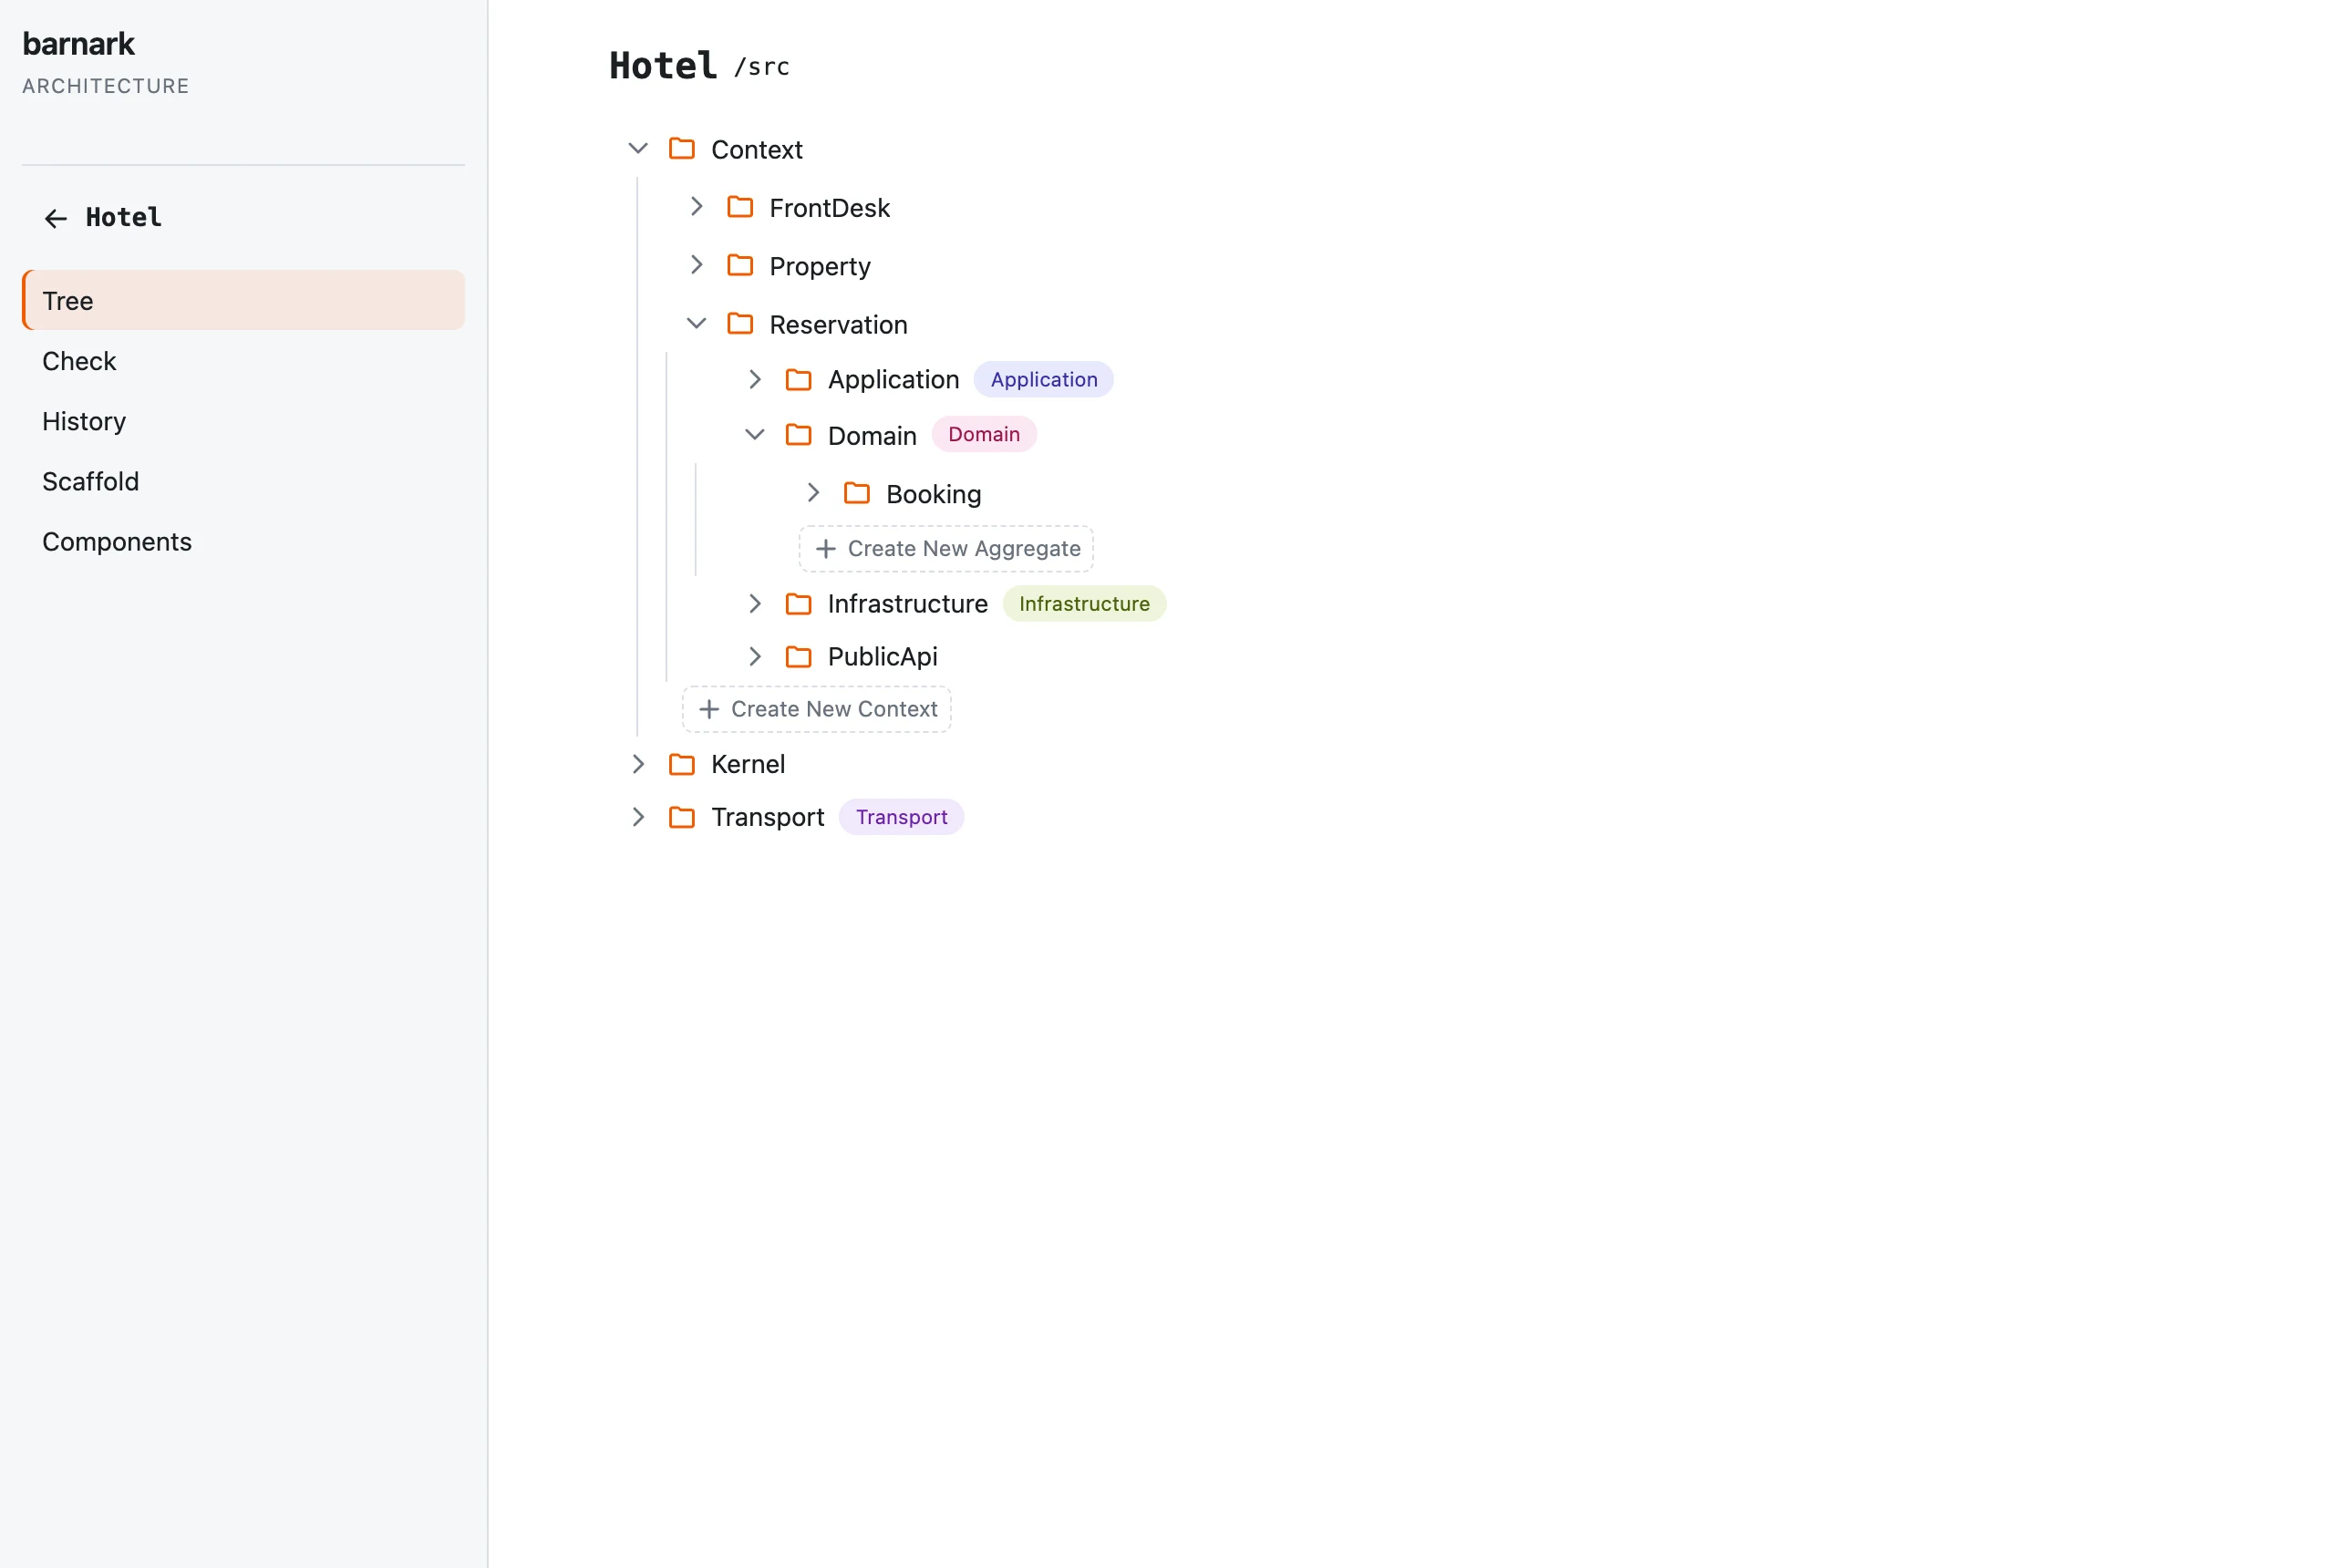 barnark
ARCHITECTURE
Hotel
Tree
Check
History
Scaffold
Components
Hotel /src
Context
FrontDesk
Property
Reservation
Application Application
Domain Domain
Booking
+ Create New Aggregate
Infrastructure Infrastructure
PublicApi
+ Create New Context
Kernel
Transport Transport